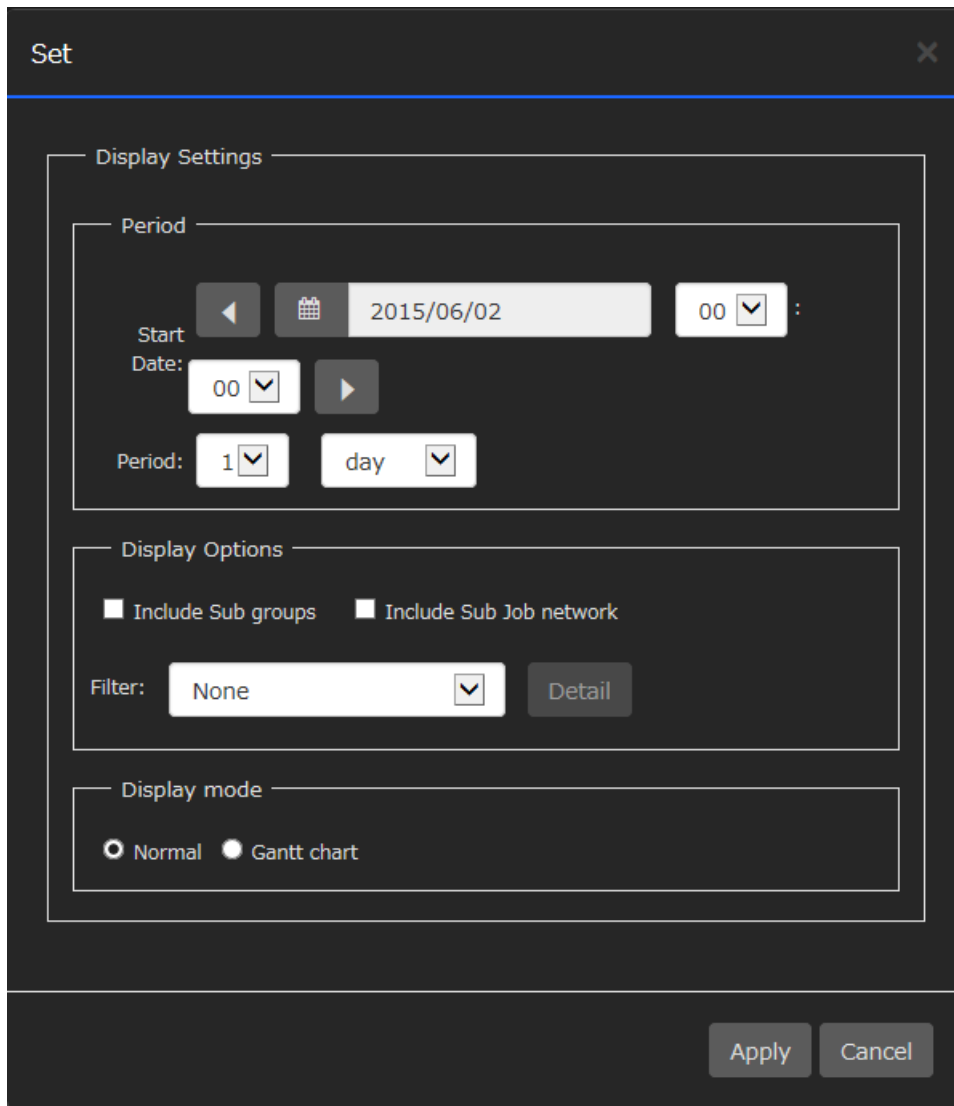 Set
Display Settings
Period
Start Date: 2015/06/02 00 :
00
Period: 1 day
Display Options
Include Sub groups Include Sub Job network
Filter: None Detail
Display mode
Normal Gantt chart
Apply Cancel